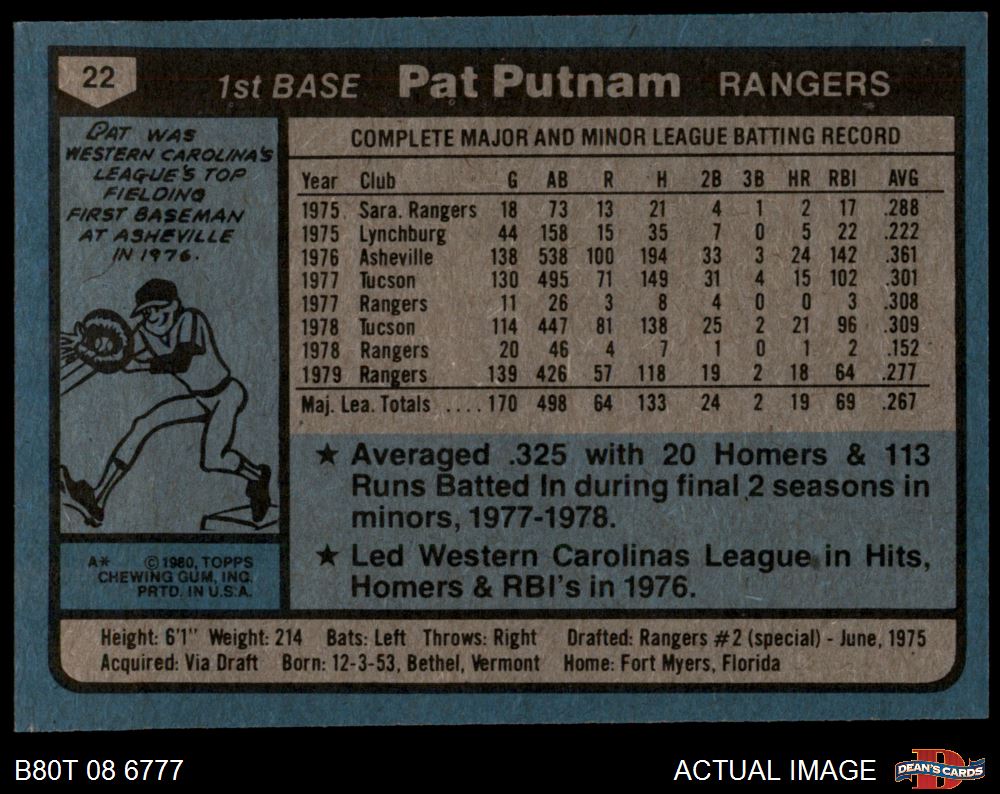 22
1st BASE Pat Putnam RANGERS
PAT WAS
WESTERN CAROLINA'S
LEAGUE'S TOP
FIELDING
FIRST BASEMAN
AT ASHEVILLE
IN 1976.
COMPLETE MAJOR AND MINOR LEAGUE BATTING RECORD
Year Club G AB R H 2B 3B HR RBI AVG
1975 Sara. Rangers 18 73 13 21 4 1 2 17 .288
1975 Lynchburg 44 158 15 35 7 0 5 22 .222
1976 Asheville 138 538 100 194 33 3 24 142 .361
1977 Tucson 130 495 71 149 31 4 15 102 .301
1977 Rangers 11 26 3 8 4 0 0 3 .308
1978 Tucson 114 447 81 138 25 2 21 96 .309
1978 Rangers 20 46 4 7 1 0 1 2 .152
1979 Rangers 139 426 57 118 19 2 18 64 .277
Maj. Lea. Totals .... 170 498 64 133 24 2 19 69 .267
★ Averaged .325 with 20 Homers & 113
Runs Batted In during final 2 seasons in
minors, 1977-1978.
★ Led Western Carolinas League in Hits,
Homers & RBI's in 1976.
A* © 1980, TOPPS
CHEWING GUM, INC.
PRTD. IN U.S.A.
Height: 6'1" Weight: 214 Bats: Left Throws: Right Drafted: Rangers #2 (special) - June, 1975
Acquired: Via Draft Born: 12-3-53, Bethel, Vermont Home: Fort Myers, Florida
B80T 08 6777
ACTUAL IMAGE
D
DEAN'S CARDS